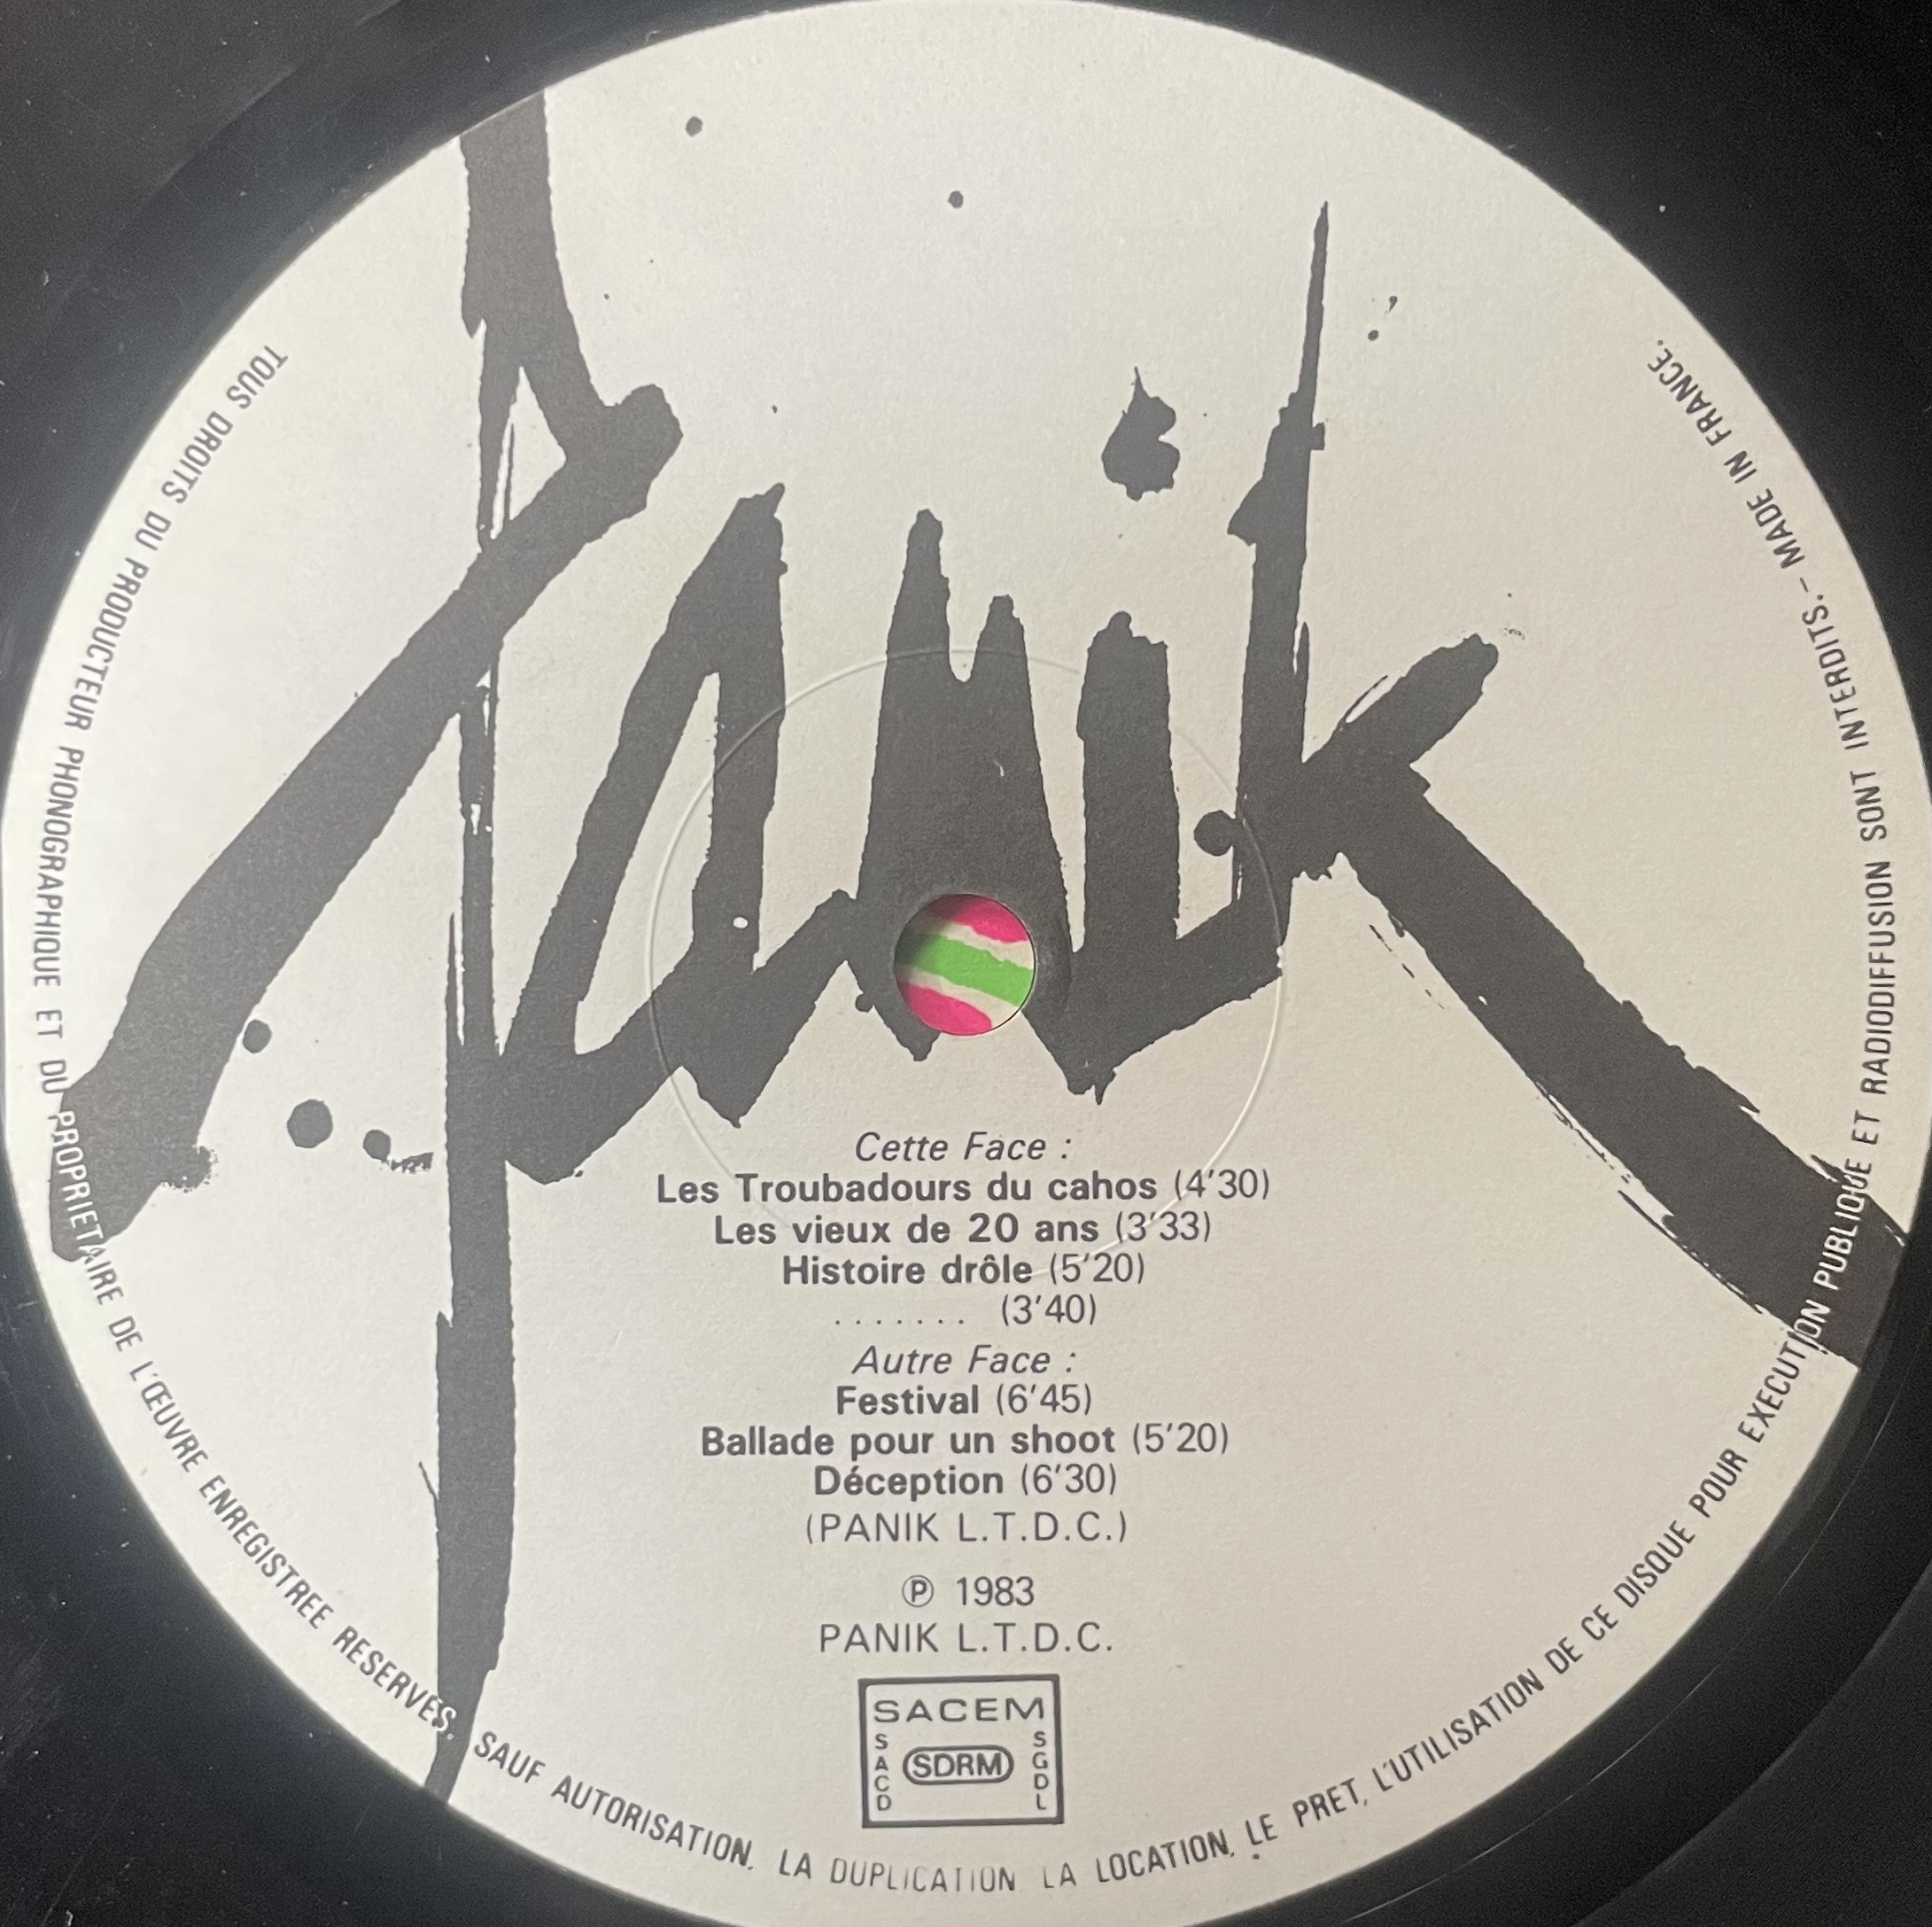 Panik
Cette Face :
Les Troubadours du cahos (4'30)
Les vieux de 20 ans (3'33)
Histoire drôle (5'20)
....... (3'40)
Autre Face :
Festival (6'45)
Ballade pour un shoot (5'20)
Déception (6'30)
(PANIK L.T.D.C.)
℗ 1983
PANIK L.T.D.C.
SACEM
SACD
SDRM
SGDL
TOUS DROITS DU PRODUCTEUR PHONOGRAPHIQUE ET DU PROPRIETAIRE DE L'ŒUVRE ENREGISTREE RESERVES. SAUF AUTORISATION, LA DUPLICATION LA LOCATION, LE PRET, L'UTILISATION DE CE DISQUE POUR EXECUTION PUBLIQUE ET RADIODIFFUSION SONT INTERDITS.- MADE IN FRANCE.